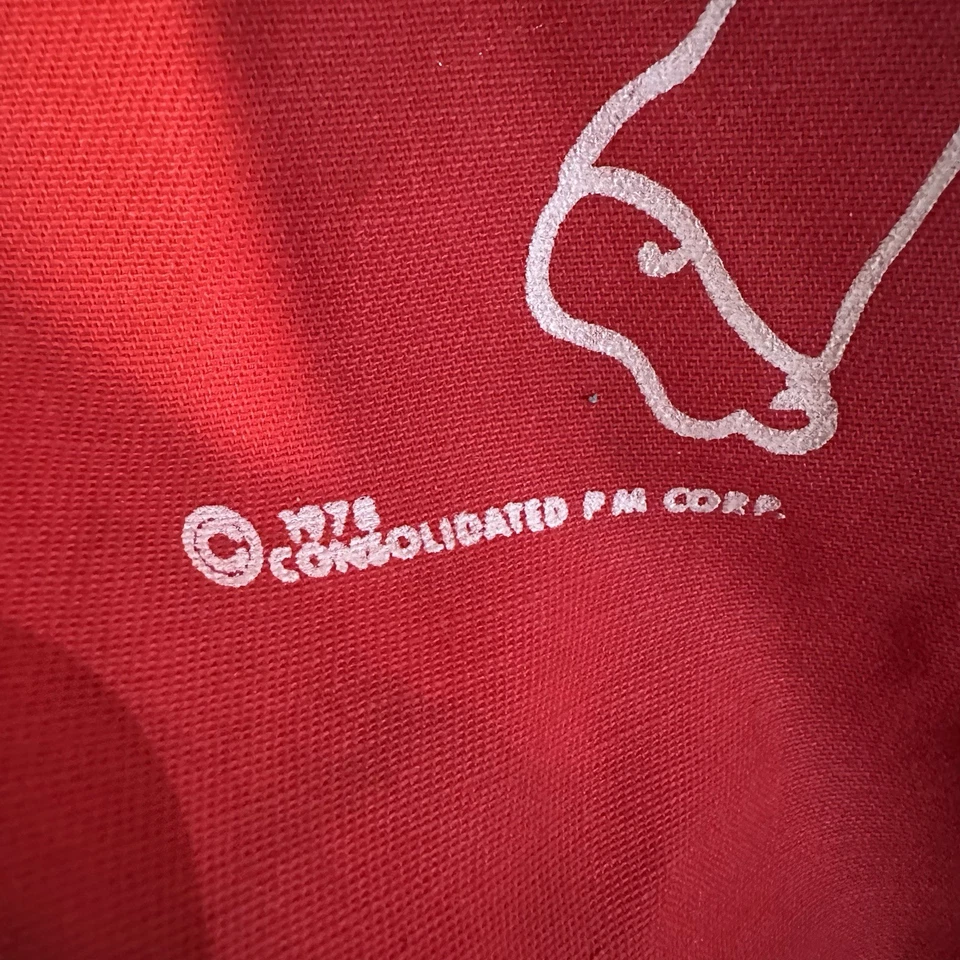 © 1978
CONSOLIDATED P M CORP.